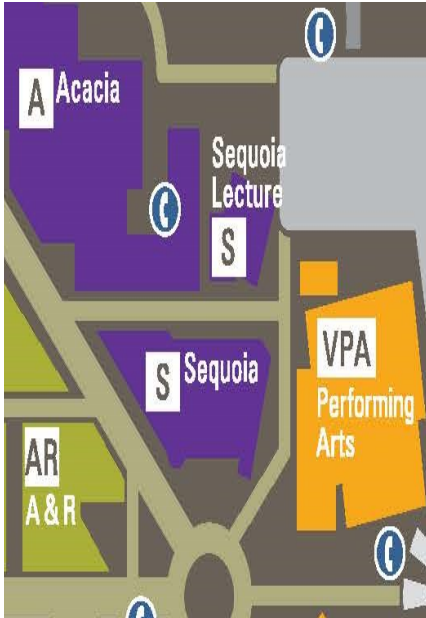 A Acacia
Sequoia
Lecture
S
S Sequoia
VPA
Performing
Arts
AR
A & R